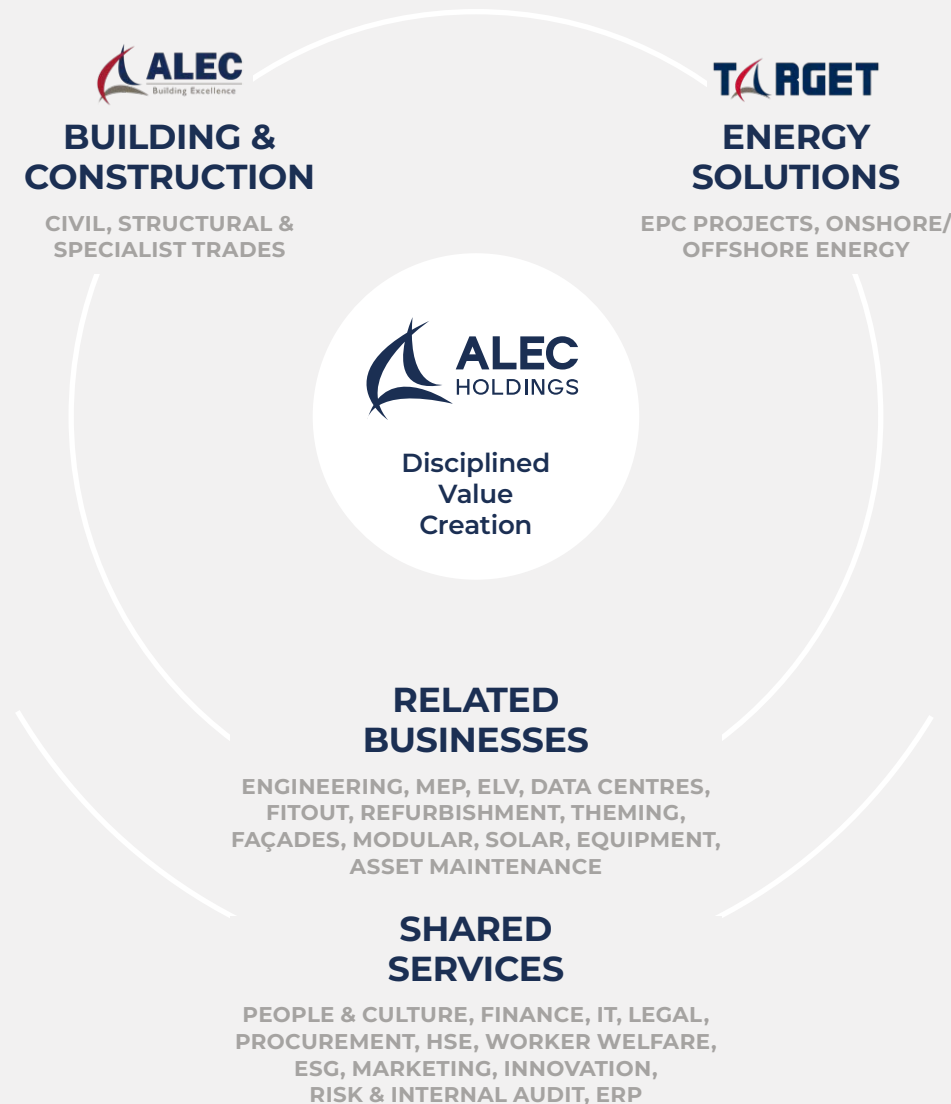 ALEC
Building Excellence
BUILDING &
CONSTRUCTION
CIVIL, STRUCTURAL &
SPECIALIST TRADES
TARGET
ENERGY
SOLUTIONS
EPC PROJECTS, ONSHORE/
OFFSHORE ENERGY
ALEC
HOLDINGS
Disciplined
Value
Creation
RELATED
BUSINESSES
ENGINEERING, MEP, ELV, DATA CENTRES,
FITOUT, REFURBISHMENT, THEMING,
FAÇADES, MODULAR, SOLAR, EQUIPMENT,
ASSET MAINTENANCE
SHARED
SERVICES
PEOPLE & CULTURE, FINANCE, IT, LEGAL,
PROCUREMENT, HSE, WORKER WELFARE,
ESG, MARKETING, INNOVATION,
RISK & INTERNAL AUDIT, ERP